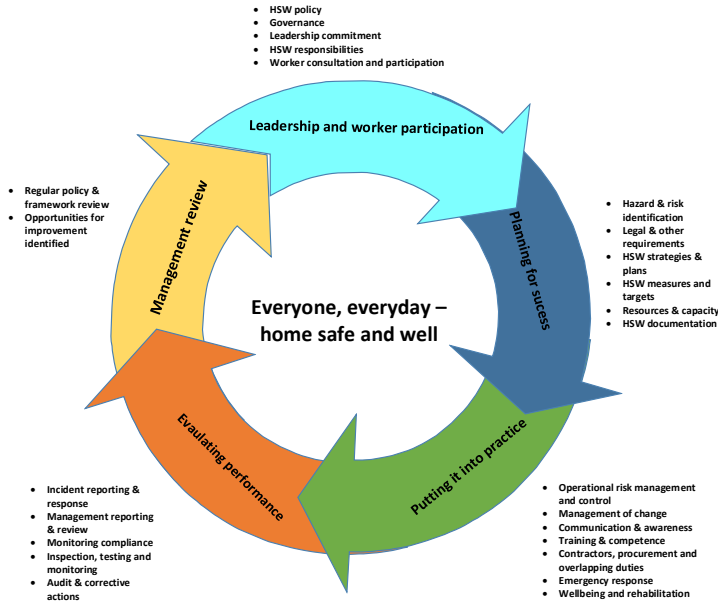 • HSW policy
• Governance
• Leadership commitment
• HSW responsibilities
• Worker consultation and participation
Leadership and worker participation
Planning for sucess
• Hazard & risk
identification
• Legal & other
requirements
• HSW strategies &
plans
• HSW measures and
targets
• Resources & capacity
• HSW documentation
Putting it into practice
• Operational risk management
and control
• Management of change
• Communication & awareness
• Training & competence
• Contractors, procurement and
overlapping duties
• Emergency response
• Wellbeing and rehabilitation
Evaulating performance
• Incident reporting &
response
• Management reporting
& review
• Monitoring compliance
• Inspection, testing and
monitoring
• Audit & corrective
actions
Management review
• Regular policy &
framework review
• Opportunities for
improvement
identified
Everyone, everyday –
home safe and well